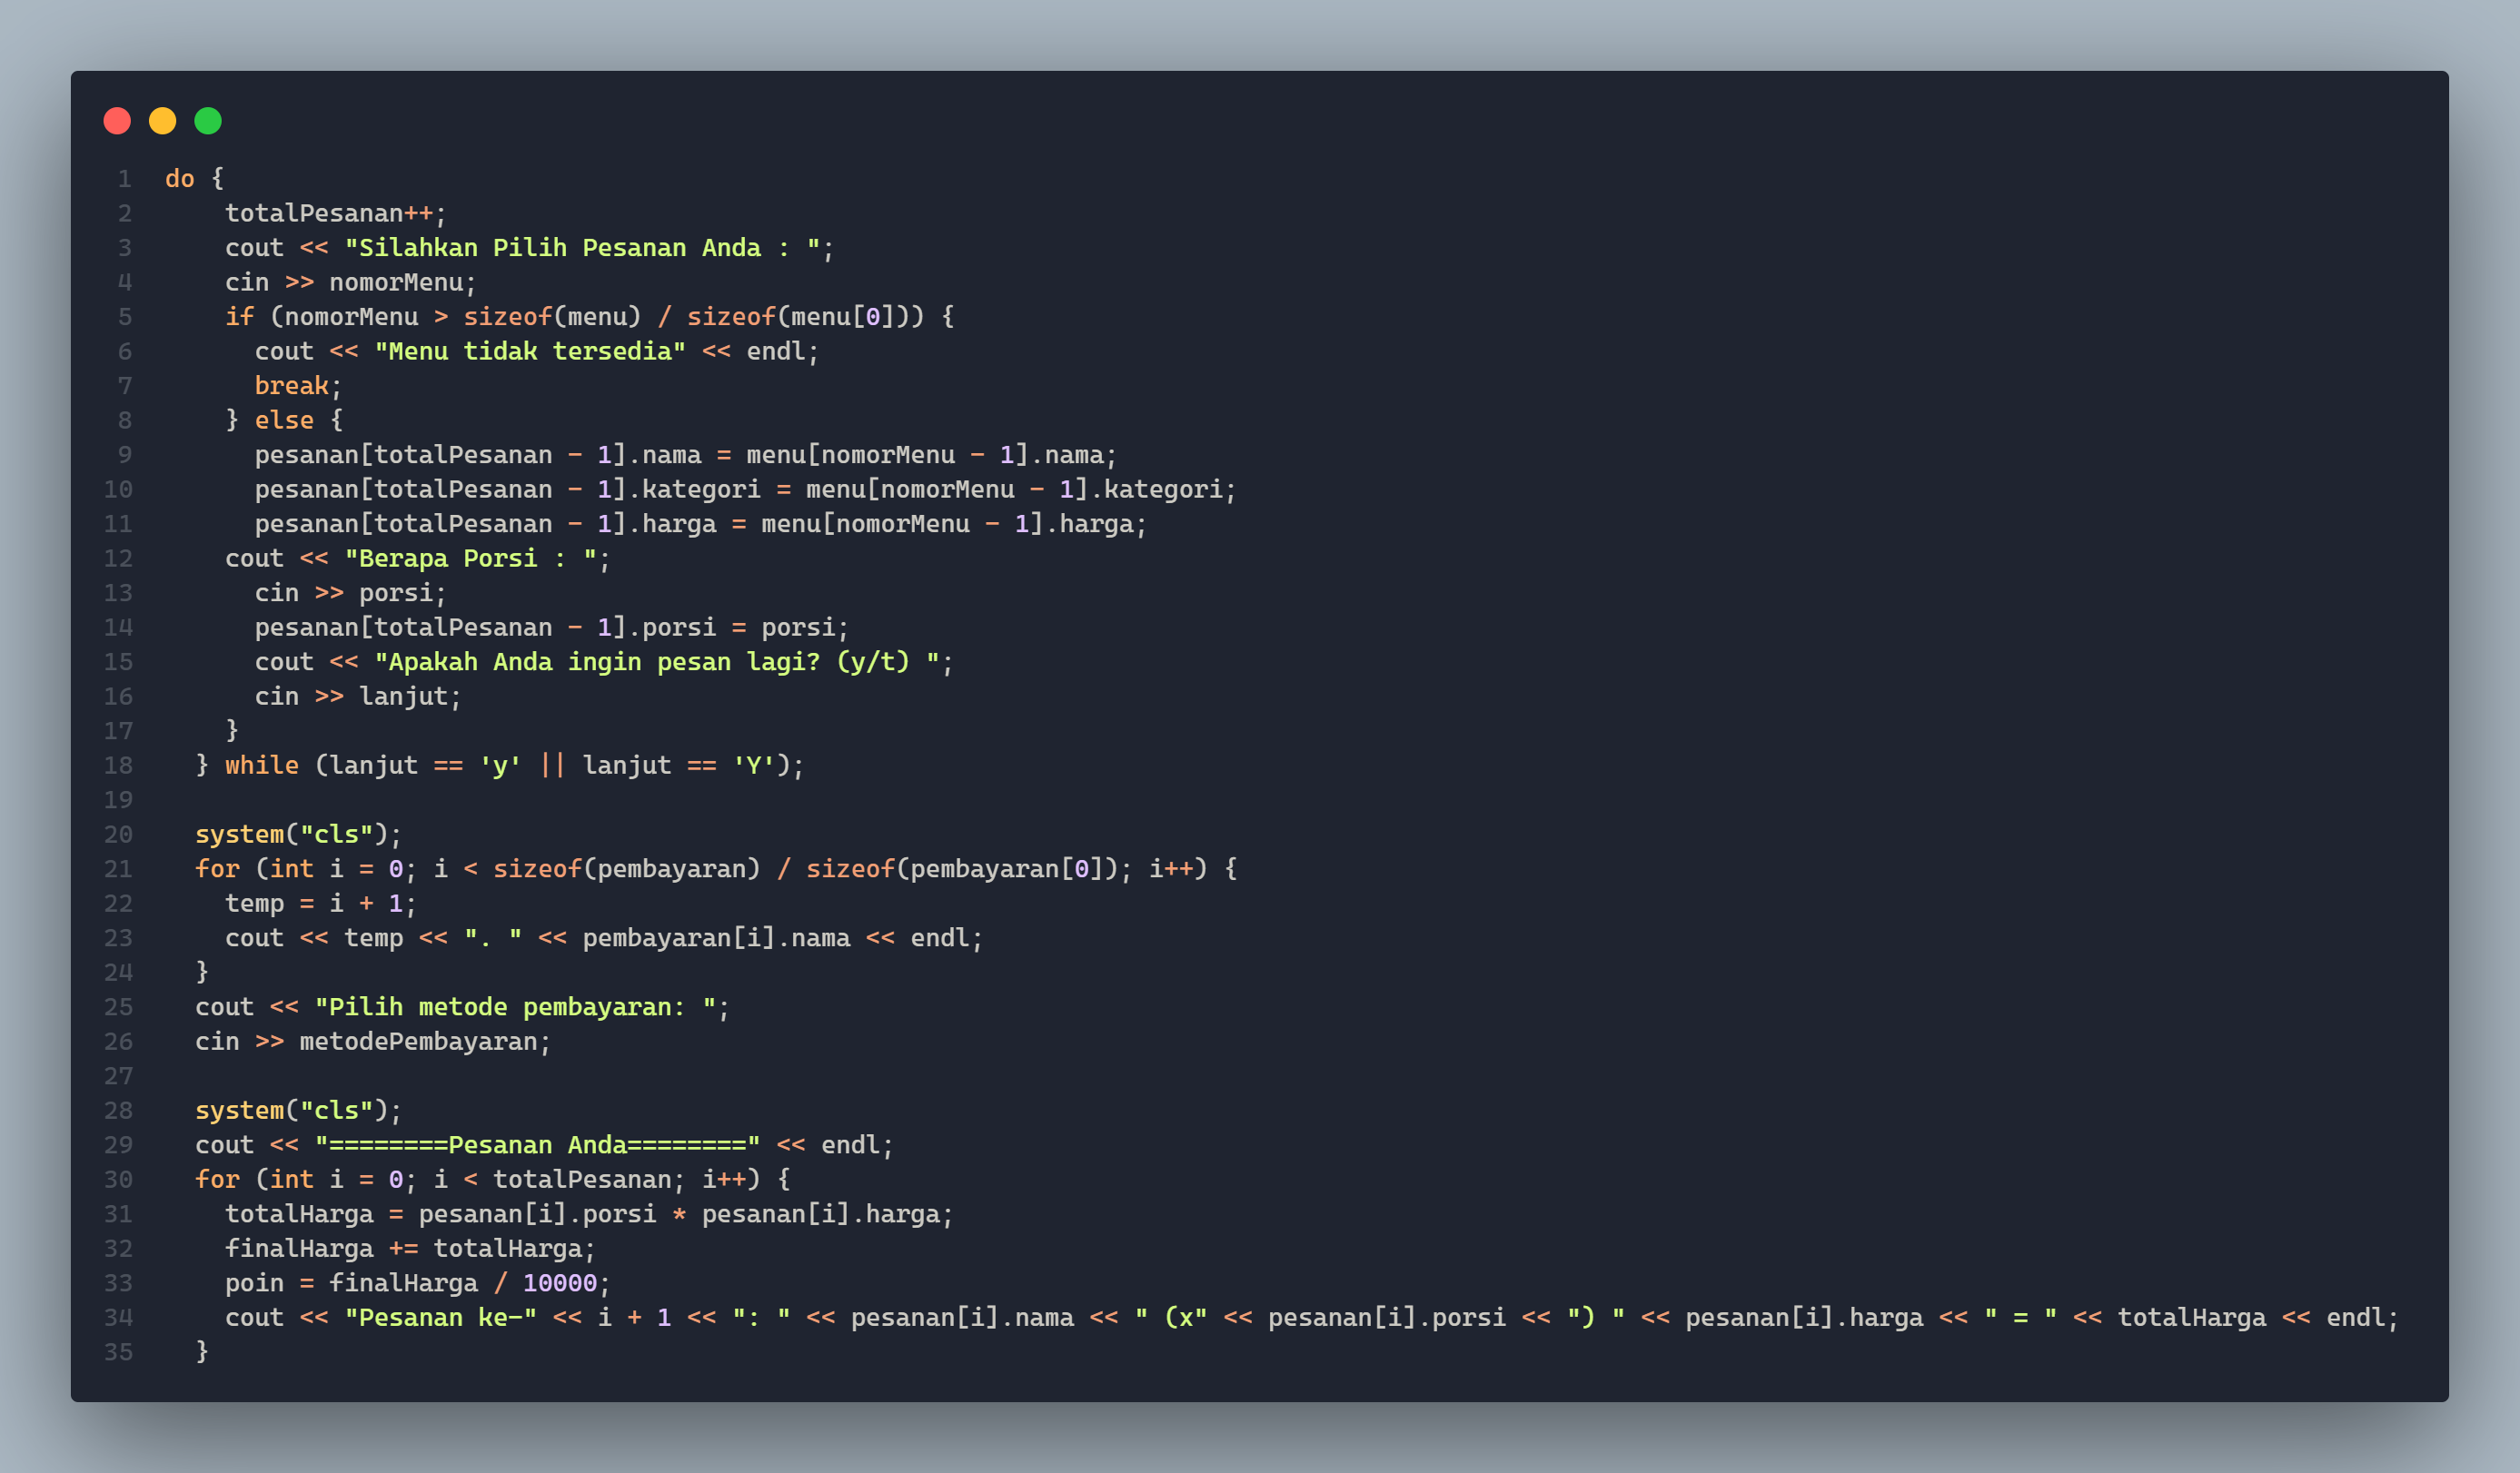 1 do {
2 totalPesanan++;
3 cout << "Silahkan Pilih Pesanan Anda : ";
4 cin >> nomorMenu;
5 if (nomorMenu > sizeof(menu) / sizeof(menu[0])) {
6 cout << "Menu tidak tersedia" << endl;
7 break;
8 } else {
9 pesanan[totalPesanan - 1].nama = menu[nomorMenu - 1].nama;
10 pesanan[totalPesanan - 1].kategori = menu[nomorMenu - 1].kategori;
11 pesanan[totalPesanan - 1].harga = menu[nomorMenu - 1].harga;
12 cout << "Berapa Porsi : ";
13 cin >> porsi;
14 pesanan[totalPesanan - 1].porsi = porsi;
15 cout << "Apakah Anda ingin pesan lagi? (y/t) ";
16 cin >> lanjut;
17 }
18 } while (lanjut == 'y' || lanjut == 'Y');
19
20 system("cls");
21 for (int i = 0; i < sizeof(pembayaran) / sizeof(pembayaran[0]); i++) {
22 temp = i + 1;
23 cout << temp << ". " << pembayaran[i].nama << endl;
24 }
25 cout << "Pilih metode pembayaran: ";
26 cin >> metodePembayaran;
27
28 system("cls");
29 cout << "========Pesanan Anda========" << endl;
30 for (int i = 0; i < totalPesanan; i++) {
31 totalHarga = pesanan[i].porsi * pesanan[i].harga;
32 finalHarga += totalHarga;
33 poin = finalHarga / 10000;
34 cout << "Pesanan ke-" << i + 1 << ": " << pesanan[i].nama << " (x" << pesanan[i].porsi << ") " << pesanan[i].harga << " = " << totalHarga << endl;
35 }